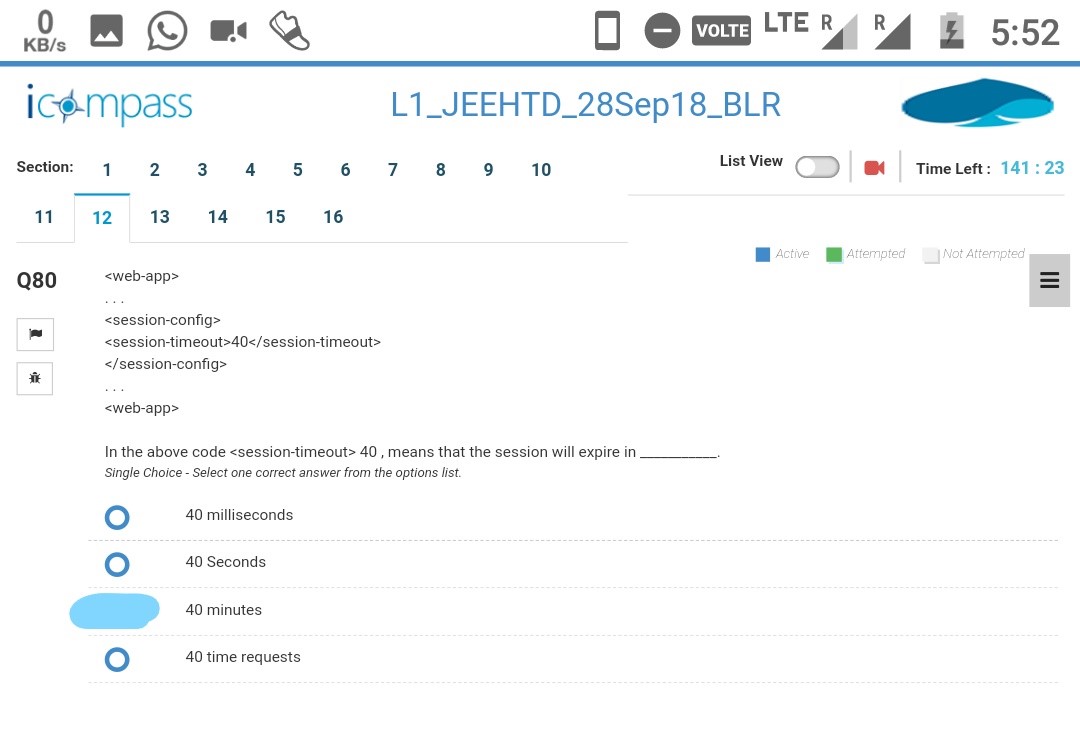 0
KB/s
VOLTE
LTE
R
R
5:52
icompass
L1_JEEHTD_28Sep18_BLR
Section:
1 2 3 4 5 6 7 8 9 10
11 12 13 14 15 16
List View
Time Left : 141 : 23
Active Attempted Not Attempted
Q80
<web-app>
. . .
<session-config>
<session-timeout>40</session-timeout>
</session-config>
. . .
<web-app>
In the above code <session-timeout> 40 , means that the session will expire in ___________.
Single Choice - Select one correct answer from the options list.
40 milliseconds
40 Seconds
40 minutes
40 time requests